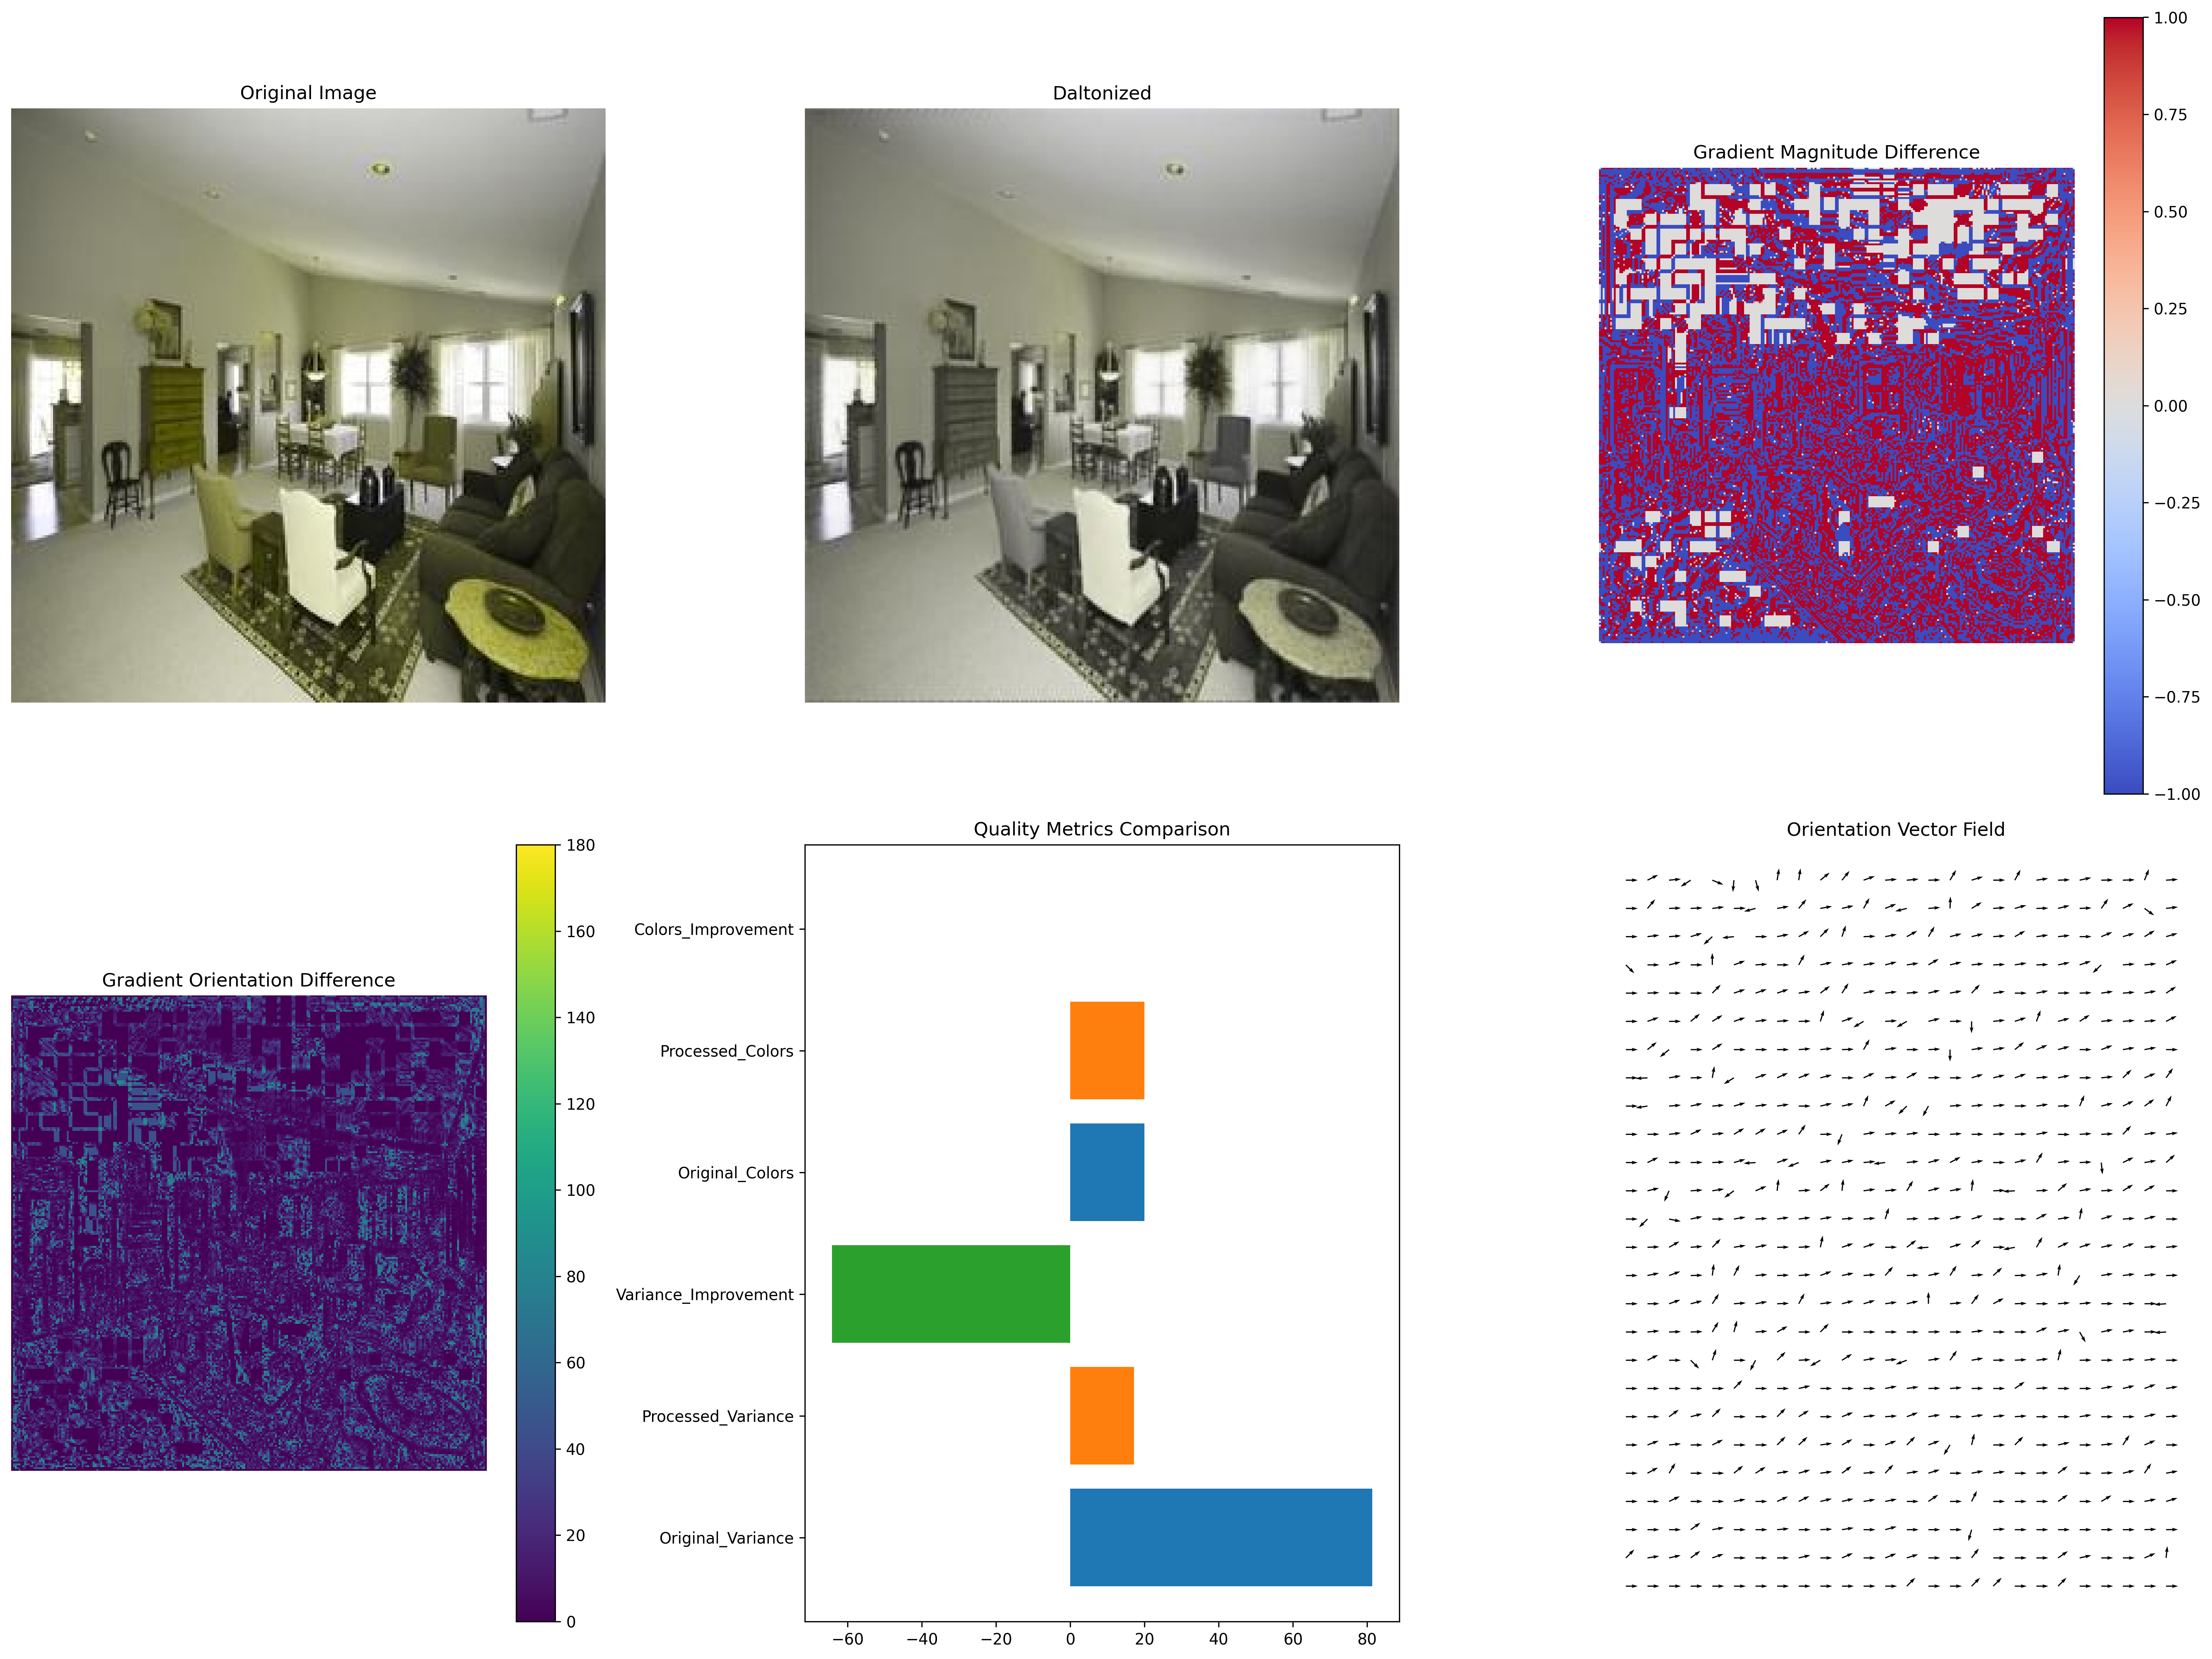 Original Image
Daltonized
Gradient Magnitude Difference
1.00
0.75
0.50
0.25
0.00
−0.25
−0.50
−0.75
−1.00
Gradient Orientation Difference
180
160
140
120
100
80
60
40
20
0
Quality Metrics Comparison
Colors_Improvement
Processed_Colors
Original_Colors
Variance_Improvement
Processed_Variance
Original_Variance
−60 −40 −20 0 20 40 60 80
Orientation Vector Field